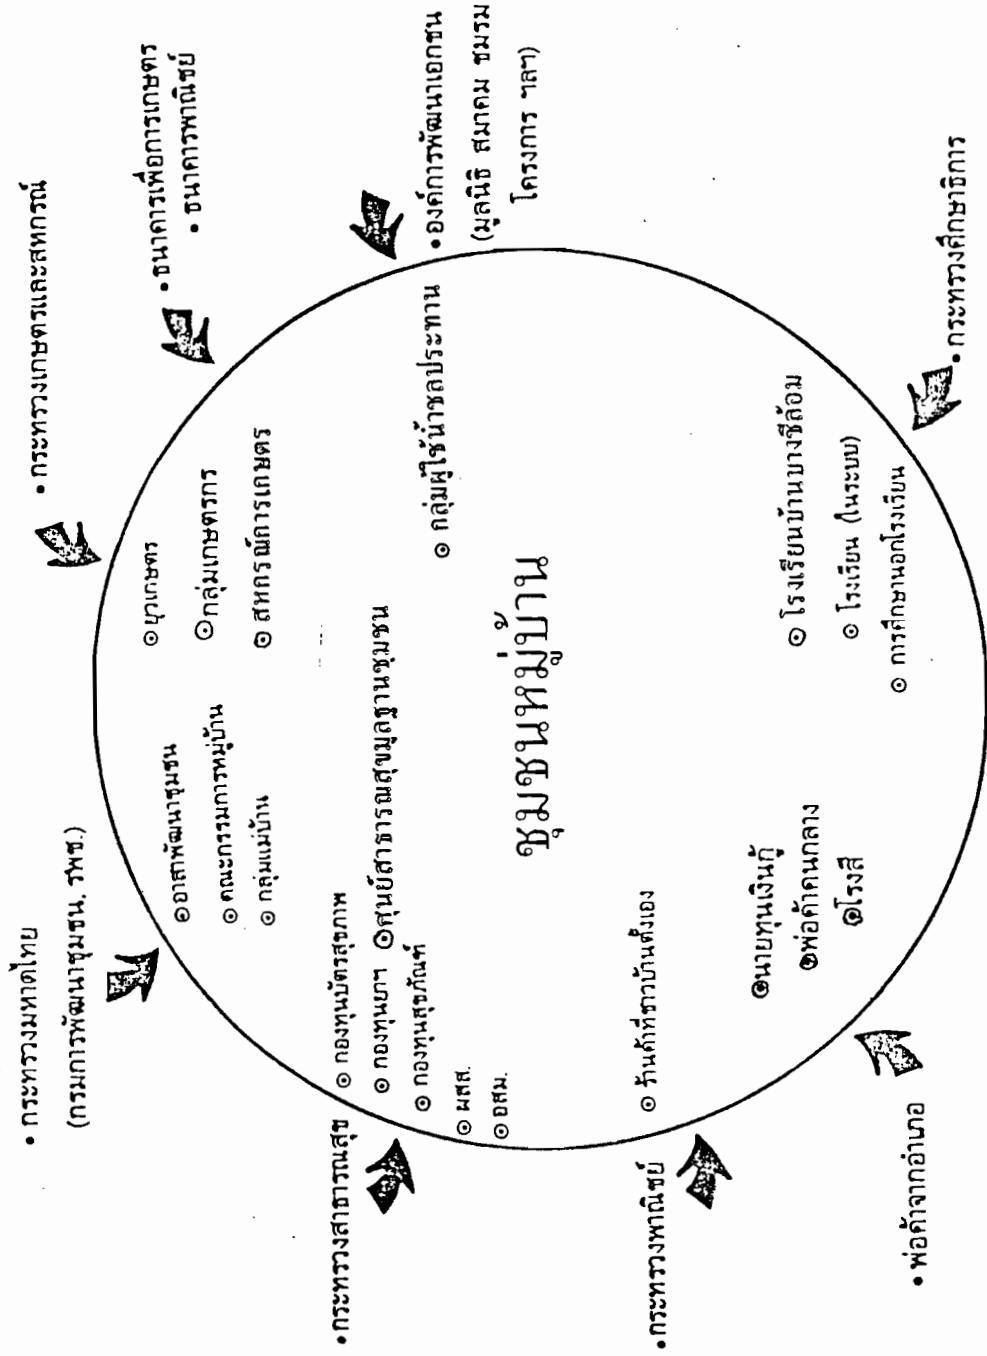 • กระทรวงมหาดไทย
(กรมการพัฒนาชุมชน, รพช.)
• กระทรวงเกษตรและสหกรณ์
• ธนาคารเพื่อการเกษตร
• ธนาคารพาณิชย์
• องค์การพัฒนาเอกชน
(มูลนิธิ สมาคม ชมรม
โครงการ ฯลฯ)
• กระทรวงศึกษาธิการ
• พ่อค้าจากอำเภอ
• กระทรวงพาณิชย์
• กระทรวงสาธารณสุข
⊙ อาสาพัฒนาชุมชน
⊙ คณะกรรมการหมู่บ้าน
⊙ กลุ่มแม่บ้าน
⊙ ยุวเกษตร
⊙ กลุ่มเกษตรกร
⊙ สหกรณ์การเกษตร
⊙ กองทุนบัตรสุขภาพ
⊙ กองทุนยาฯ ⊙ ศูนย์สาธารณสุขมูลฐานชุมชน
⊙ กองทุนสุขภัณฑ์
⊙ ผสส.
⊙ อสม.
⊙ กลุ่มผู้ใช้น้ำชลประทาน
ชุมชนหมู่บ้าน
⊙ ร้านค้าที่ชาวบ้านตั้งเอง
⊙ นายทุนเงินกู้
⊙ พ่อค้าคนกลาง
⊙ โรงสี
⊙ โรงเรียนบ้านบางขี้ล้อม
⊙ โรงเรียน (ในระบบ)
⊙ การศึกษานอกโรงเรียน